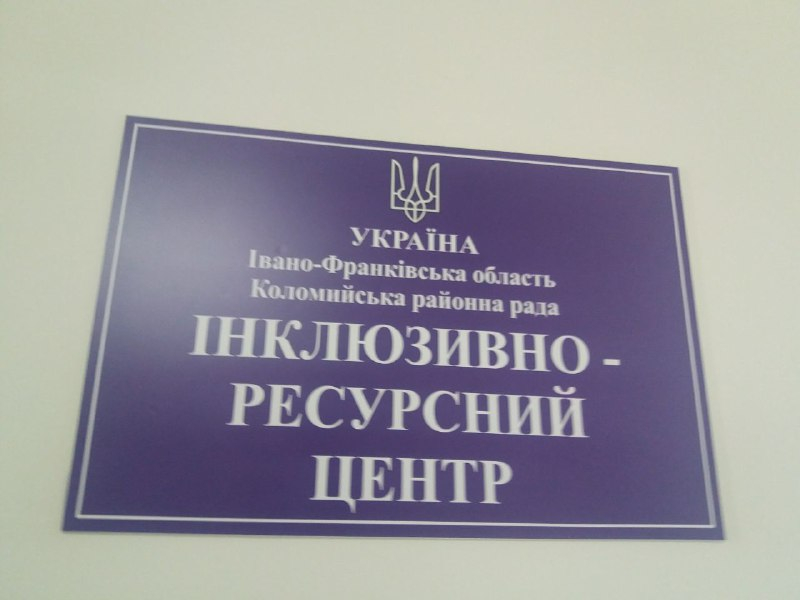 УКРАЇНА
Івано-Франківська область
Коломийська районна рада
ІНКЛЮЗИВНО -
РЕСУРСНИЙ
ЦЕНТР